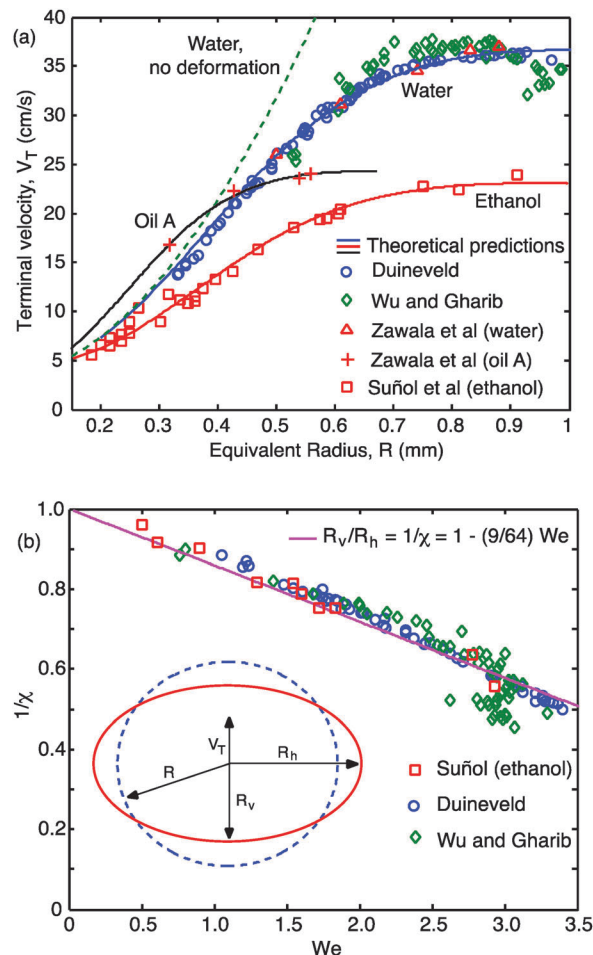 (a)
Water,
no deformation
Water
Oil A
Ethanol
Theoretical predictions
Duineveld
Wu and Gharib
Zawala et al (water)
Zawala et al (oil A)
Suñol et al (ethanol)
Terminal velocity, V_T (cm/s)
40
35
30
25
20
15
10
5
0
0.2 0.3 0.4 0.5 0.6 0.7 0.8 0.9 1
Equivalent Radius, R (mm)
(b)
R_v/R_h = 1/χ = 1 - (9/64) We
1/χ
1.0
0.8
0.6
0.4
0.2
0
V_T
R
R_h
R_v
Suñol (ethanol)
Duineveld
Wu and Gharib
0 0.5 1.0 1.5 2.0 2.5 3.0 3.5
We